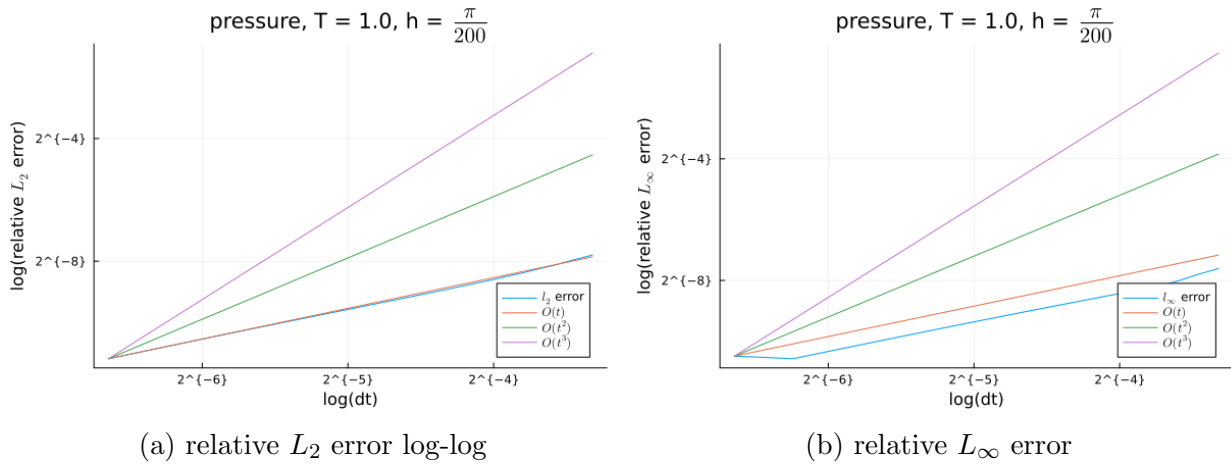 pressure, T = 1.0, h = π/200
log(relative L₂ error)
2^{−4}
2^{−8}
l₂ error
O(t)
O(t²)
O(t³)
2^{−6}
2^{−5}
2^{−4}
log(dt)
(a) relative L₂ error log-log
pressure, T = 1.0, h = π/200
log(relative L∞ error)
2^{−4}
2^{−8}
l∞ error
O(t)
O(t²)
O(t³)
2^{−6}
2^{−5}
2^{−4}
log(dt)
(b) relative L∞ error